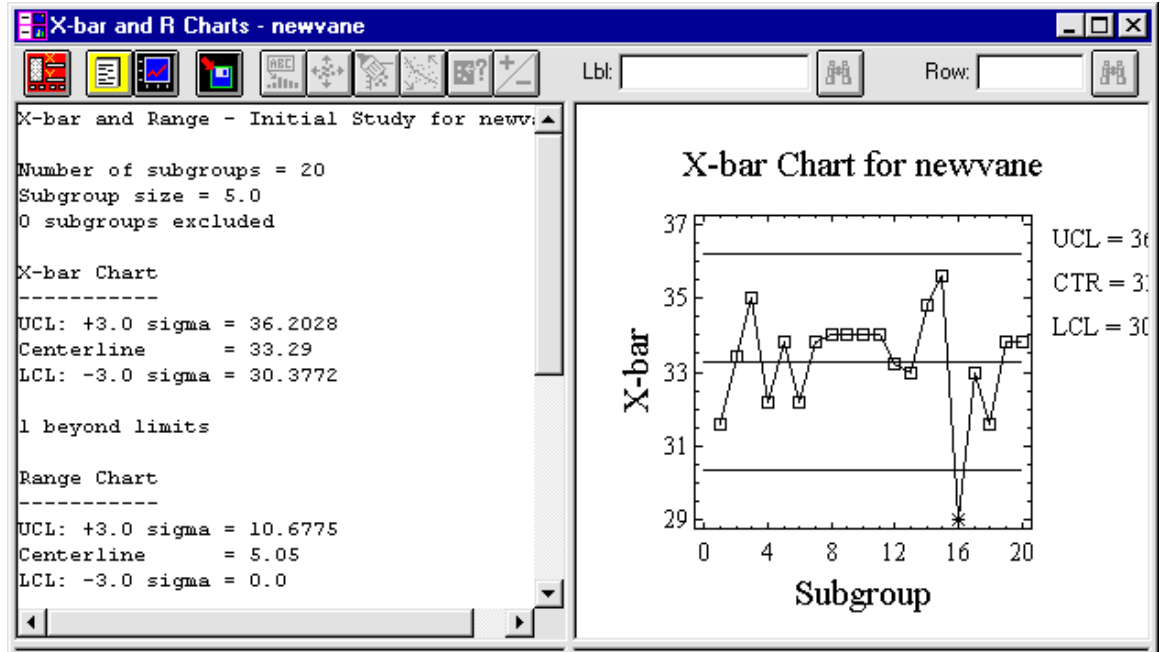 X-bar and R Charts - newvane
Lbl:
Row:
X-bar and Range - Initial Study for newv
Number of subgroups = 20
Subgroup size = 5.0
0 subgroups excluded
X-bar Chart
-----------
UCL: +3.0 sigma = 36.2028
Centerline = 33.29
LCL: -3.0 sigma = 30.3772
1 beyond limits
Range Chart
-----------
UCL: +3.0 sigma = 10.6775
Centerline = 5.05
LCL: -3.0 sigma = 0.0
X-bar Chart for newvane
X-bar
37
35
33
31
29
0 4 8 12 16 20
Subgroup
UCL = 36
CTR = 33
LCL = 30